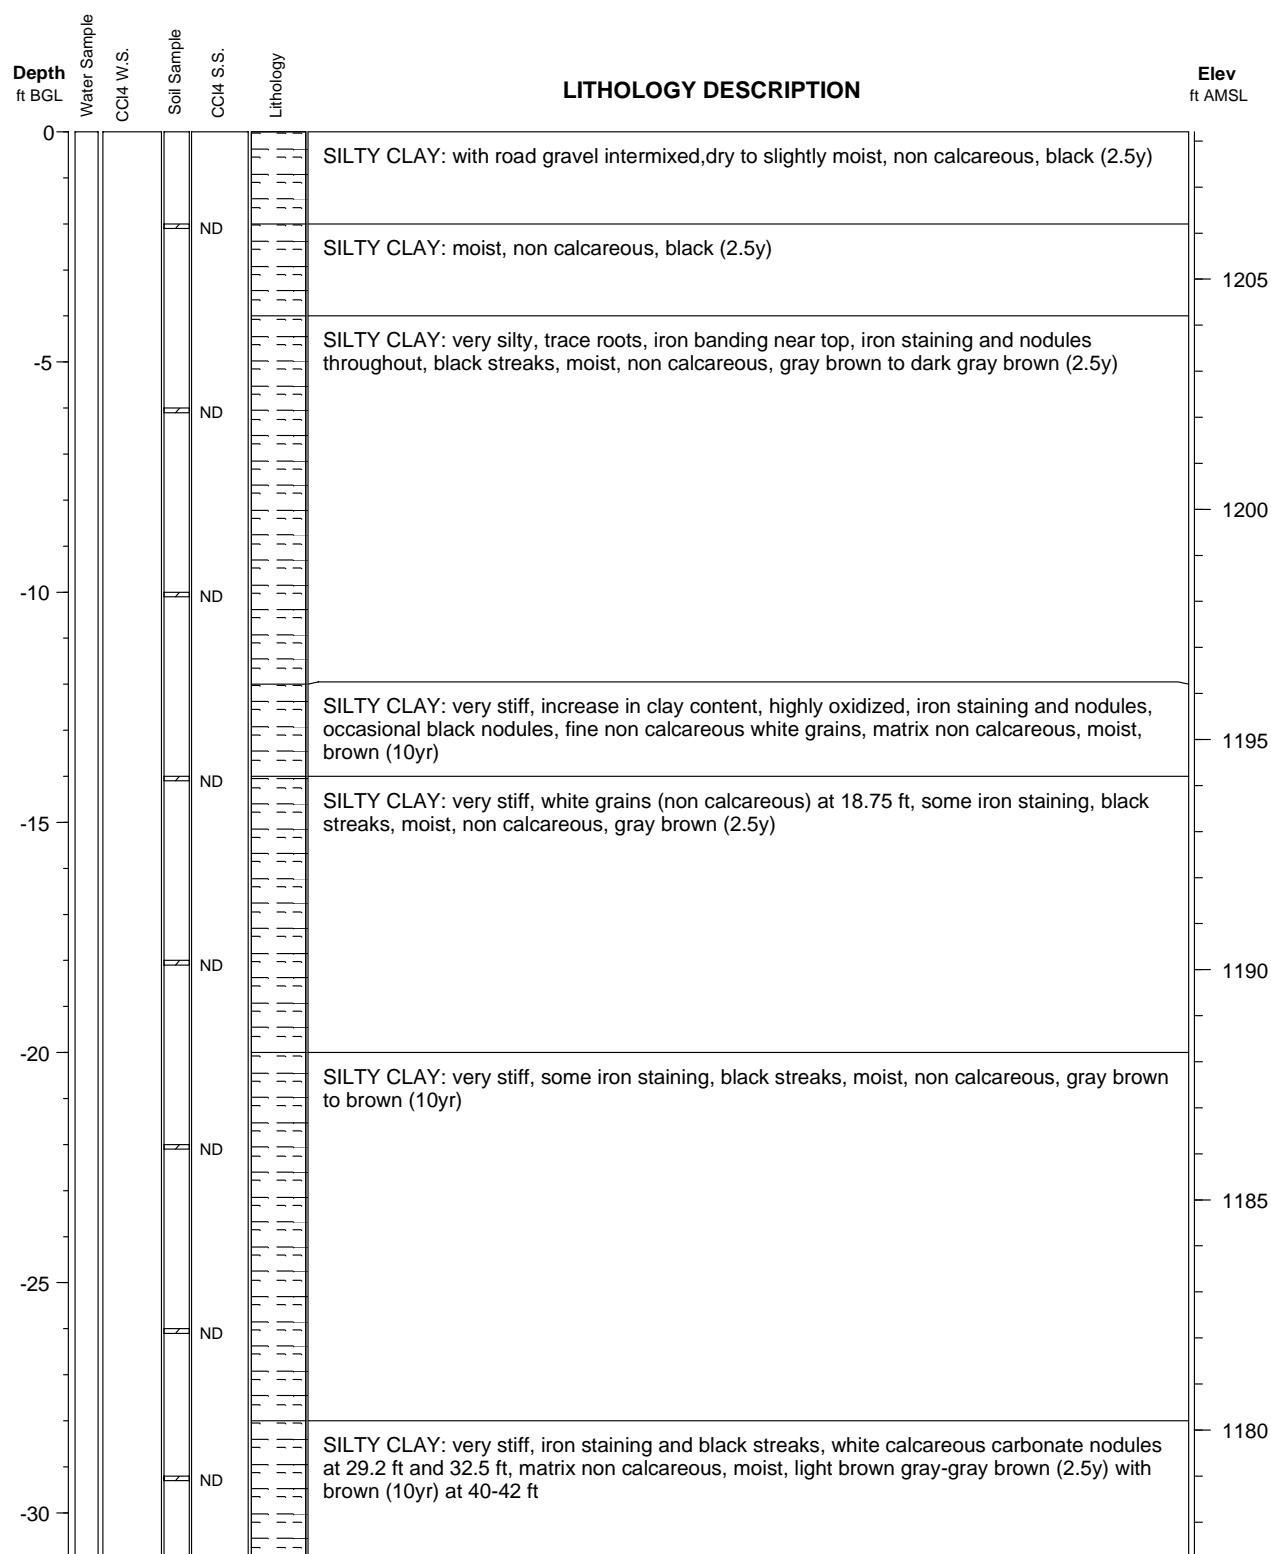 Depth
ft BGL
Water Sample
CCl4 W.S.
Soil Sample
CCl4 S.S.
Lithology
LITHOLOGY DESCRIPTION
Elev
ft AMSL
0
SILTY CLAY: with road gravel intermixed,dry to slightly moist, non calcareous, black (2.5y)
ND
SILTY CLAY: moist, non calcareous, black (2.5y)
1205
SILTY CLAY: very silty, trace roots, iron banding near top, iron staining and nodules
throughout, black streaks, moist, non calcareous, gray brown to dark gray brown (2.5y)
-5
ND
1200
-10
ND
SILTY CLAY: very stiff, increase in clay content, highly oxidized, iron staining and nodules,
occasional black nodules, fine non calcareous white grains, matrix non calcareous, moist,
brown (10yr)
1195
ND
SILTY CLAY: very stiff, white grains (non calcareous) at 18.75 ft, some iron staining, black
streaks, moist, non calcareous, gray brown (2.5y)
-15
ND
1190
-20
SILTY CLAY: very stiff, some iron staining, black streaks, moist, non calcareous, gray brown
to brown (10yr)
ND
1185
-25
ND
1180
SILTY CLAY: very stiff, iron staining and black streaks, white calcareous carbonate nodules
at 29.2 ft and 32.5 ft, matrix non calcareous, moist, light brown gray-gray brown (2.5y) with
brown (10yr) at 40-42 ft
ND
-30